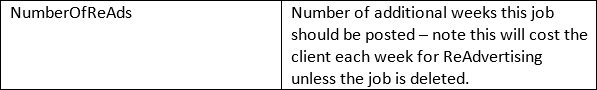 NumberOfReAds
Number of additional weeks this job
should be posted – note this will cost the
client each week for ReAdvertising
unless the job is deleted.